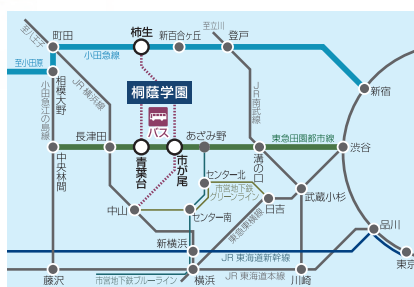 至八王子
町田
柿生
新百合ヶ丘
至立川
登戸
小田急線
至小田原
相模大野
JR横浜線
桐蔭学園
バス
JR南武線
新宿
小田急江の島線
長津田
あざみ野
東急田園都市線
渋谷
中央林間
青葉台
市が尾
溝の口
センター北
市営地下鉄
グリーンライン
武蔵小杉
日吉
中山
センター南
東急東横線
品川
新横浜
JR 東海道新幹線
東京
藤沢
市営地下鉄ブルーライン
横浜
JR 東海道本線
川崎